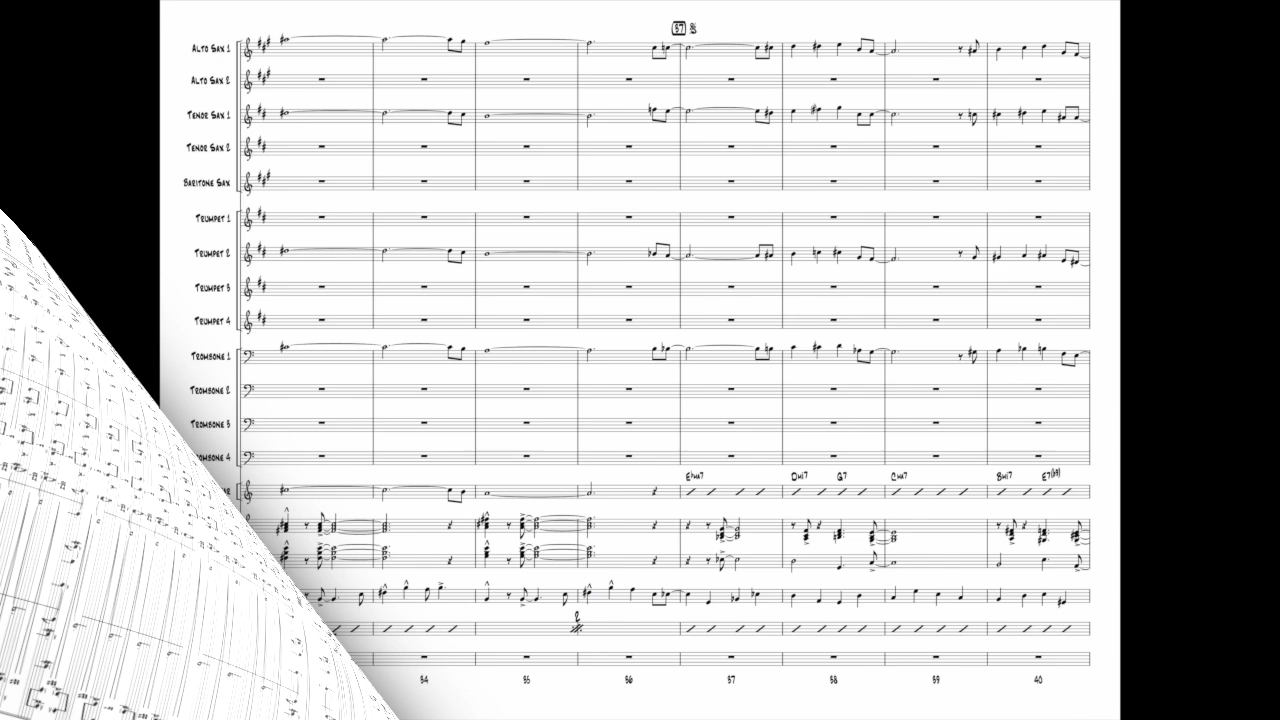 37
ALTO SAX 1
ALTO SAX 2
TENOR SAX 1
TENOR SAX 2
BARITONE SAX
TRUMPET 1
TRUMPET 2
TRUMPET 3
TRUMPET 4
TROMBONE 1
TROMBONE 2
TROMBONE 3
OMBONE 4
EbMA7 DMI7 G7 CMA7 BMI7 E7(b9)
R
2
34 35 36 37 38 39 40